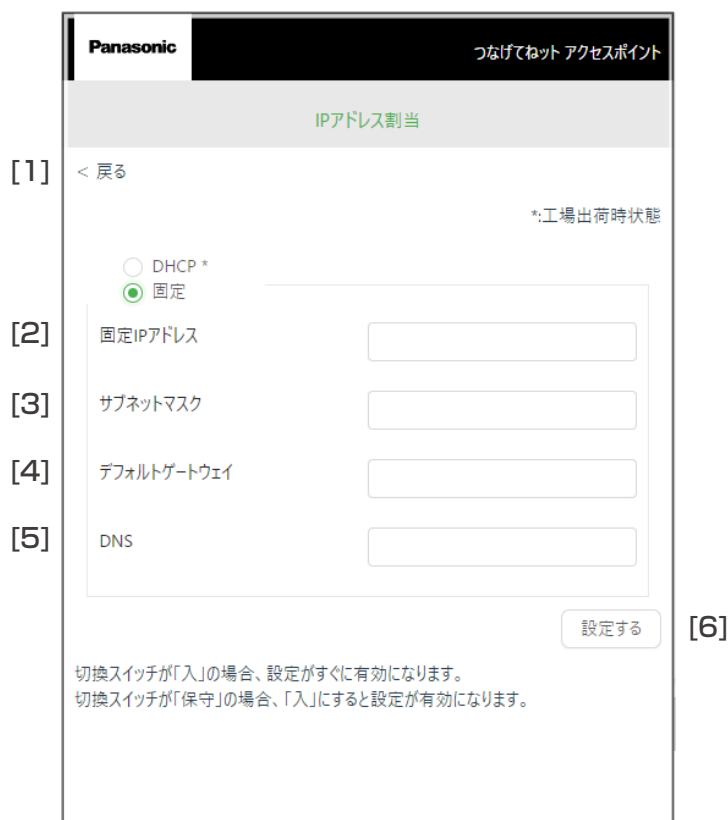 Panasonic
つなげてねット アクセスポイント
IPアドレス割当
[1] < 戻る
*:工場出荷時状態
DHCP *
固定
[2] 固定IPアドレス
[3] サブネットマスク
[4] デフォルトゲートウェイ
[5] DNS
設定する [6]
切換スイッチが「入」の場合、設定がすぐに有効になります。
切換スイッチが「保守」の場合、「入」にすると設定が有効になります。